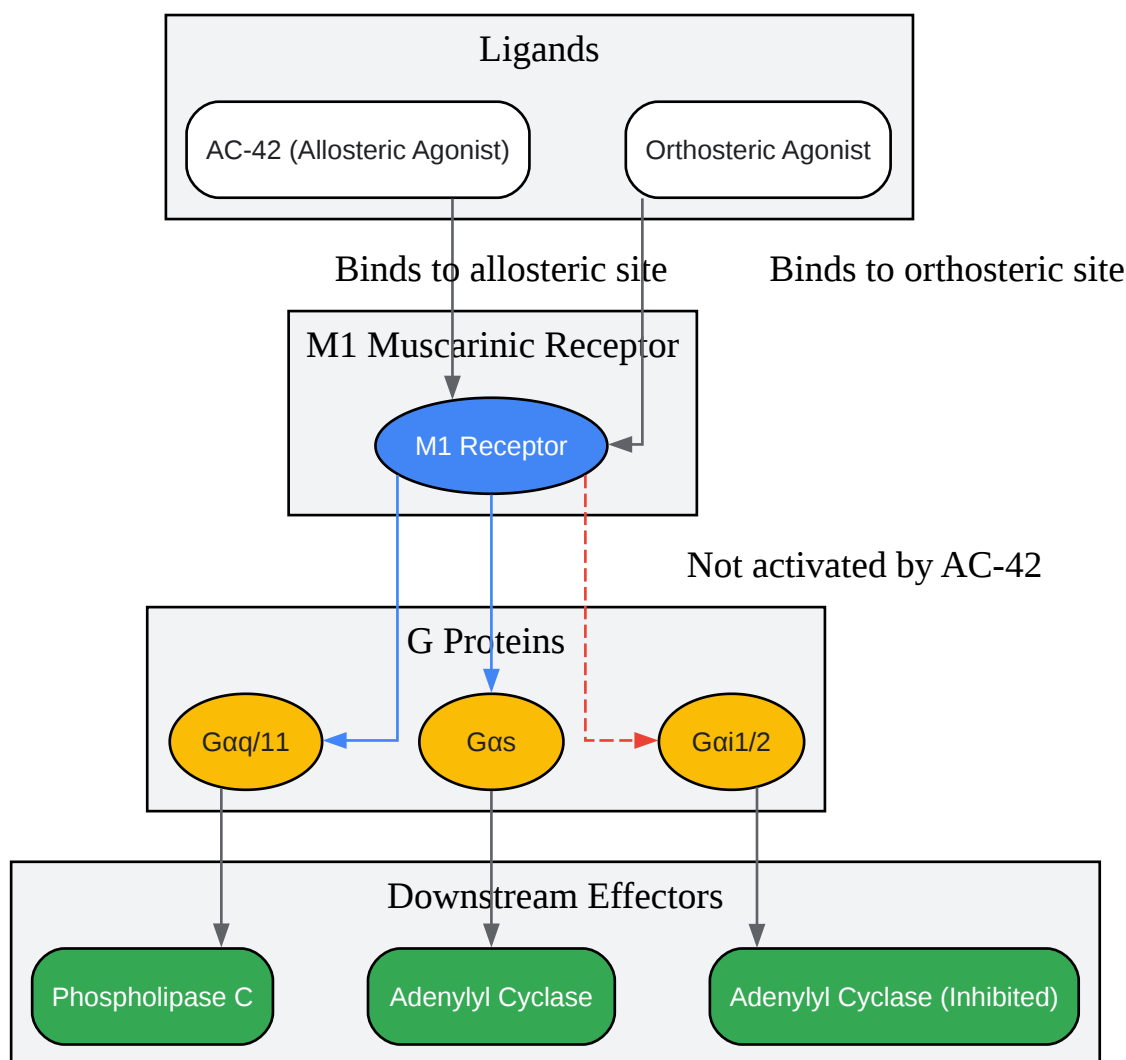 Ligands
AC-42 (Allosteric Agonist)
Orthosteric Agonist
Binds to allosteric site
Binds to orthosteric site
M1 Muscarinic Receptor
M1 Receptor
Not activated by AC-42
G Proteins
Gαq/11
Gαs
Gαi1/2
Downstream Effectors
Phospholipase C
Adenylyl Cyclase
Adenylyl Cyclase (Inhibited)